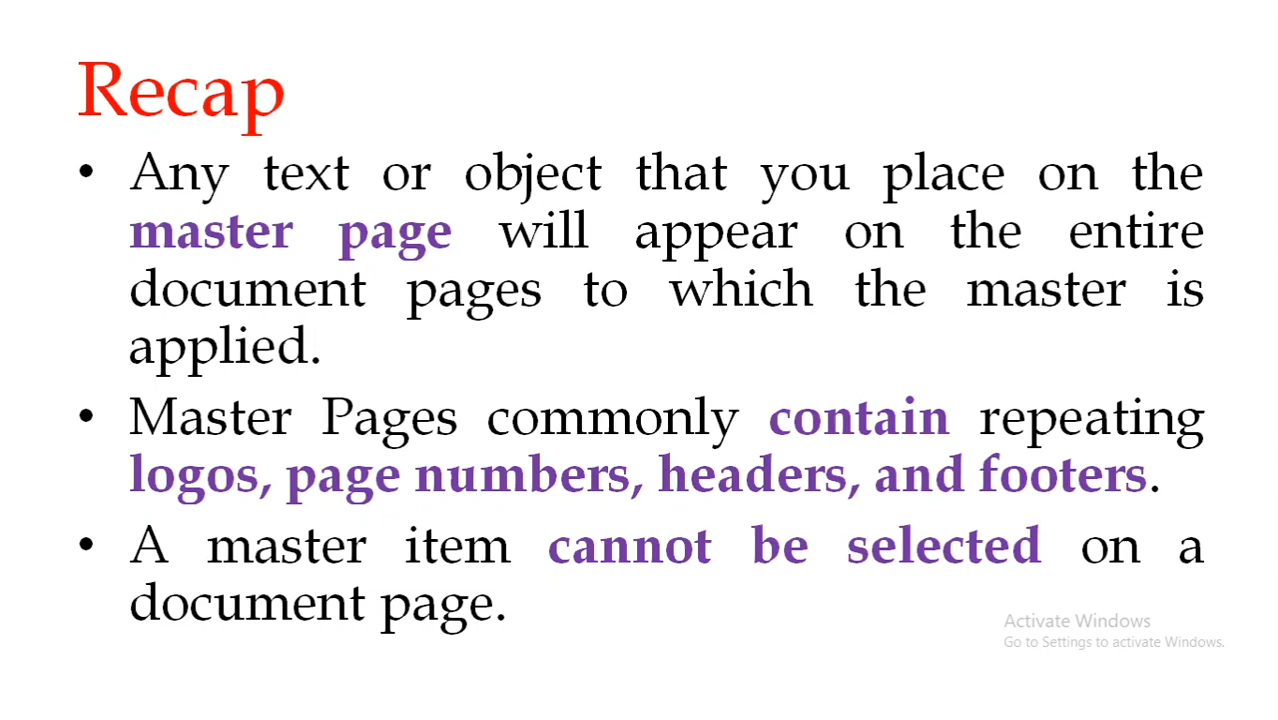 Recap
• Any text or object that you place on the
master page will appear on the entire
document pages to which the master is
applied.
• Master Pages commonly contain repeating
logos, page numbers, headers, and footers.
• A master item cannot be selected on a
document page.
Activate Windows
Go to Settings to activate Windows.